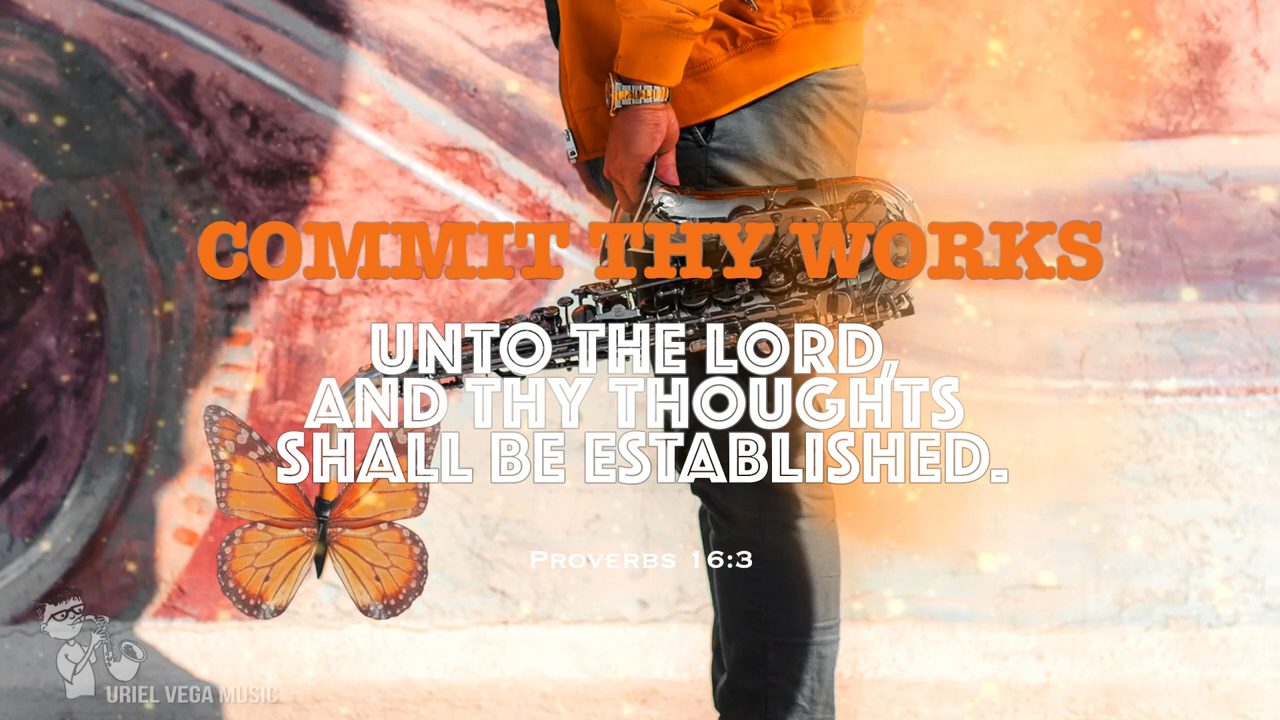 COMMIT THY WORKS
UNTO THE LORD,
AND THY THOUGHTS
SHALL BE ESTABLISHED.
PROVERBS 16:3
URIEL VEGA MUSIC